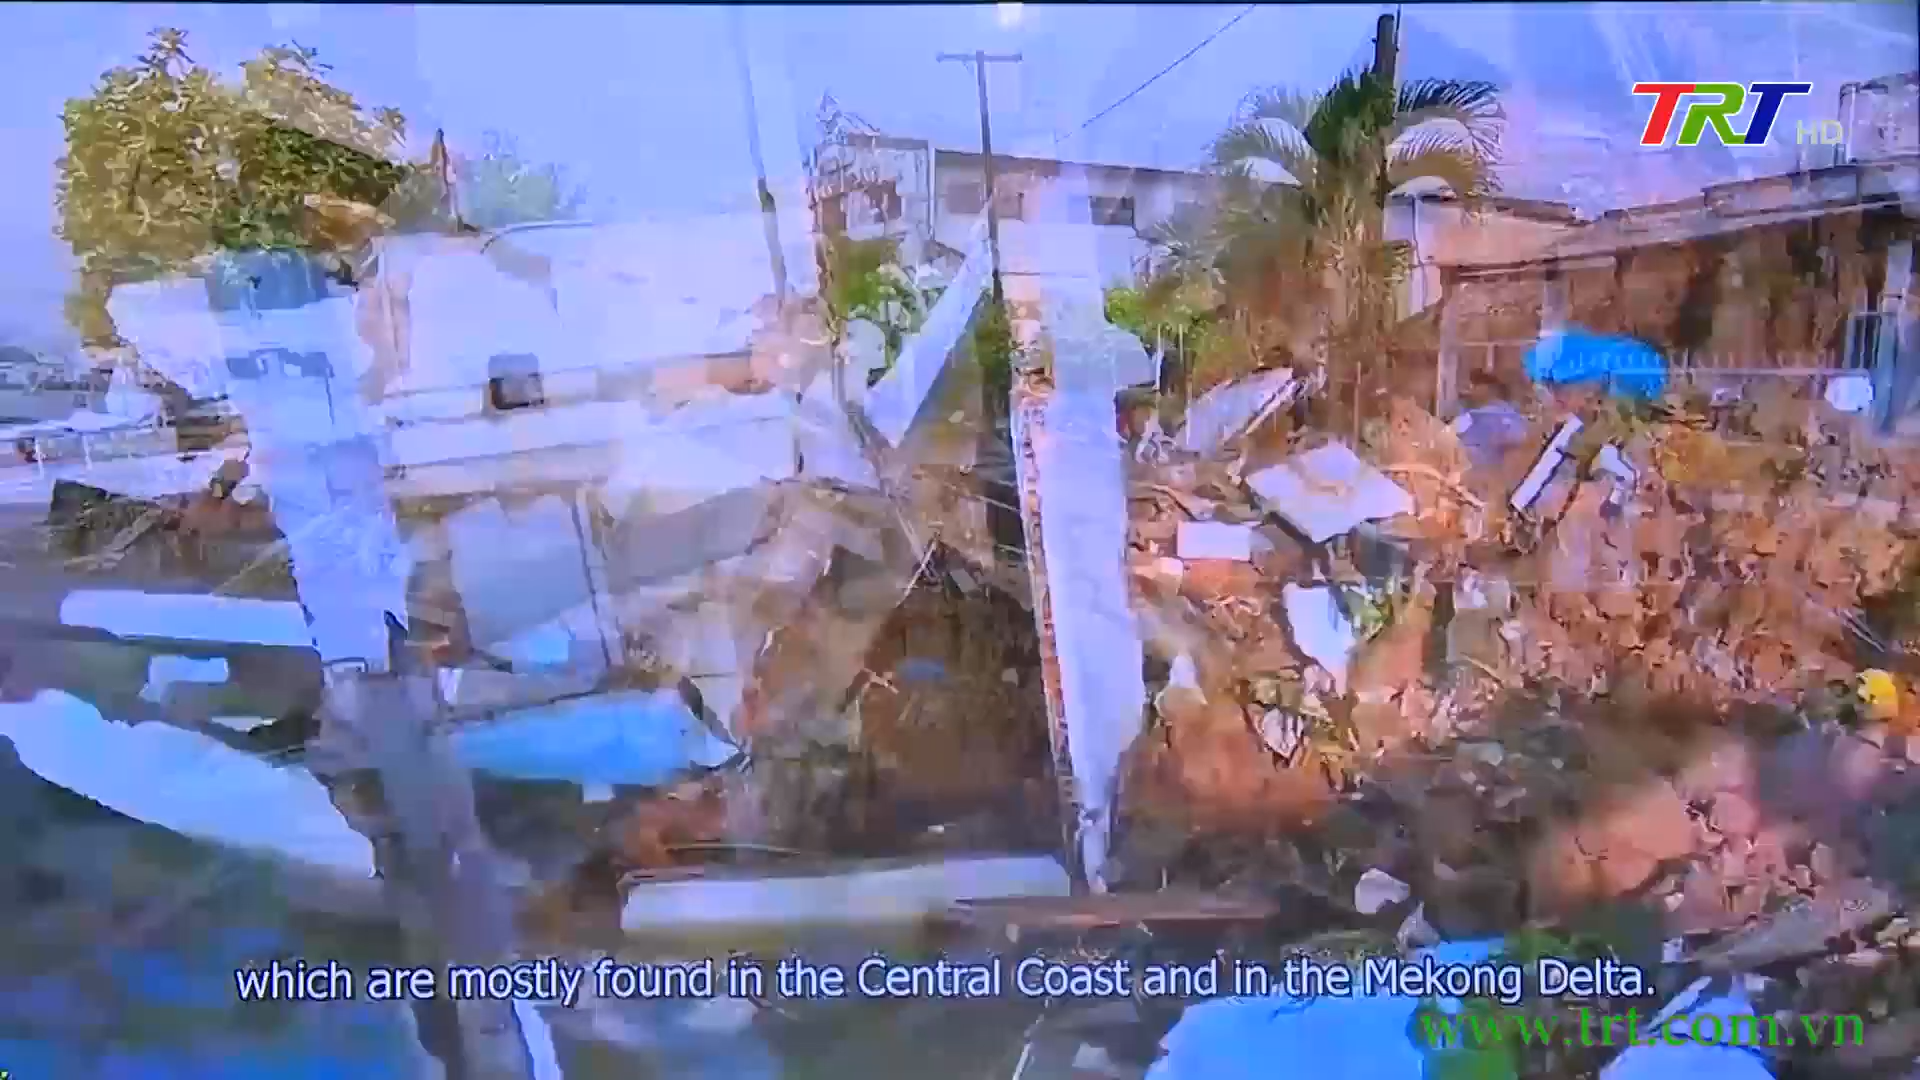 TRT HD
which are mostly found in the Central Coast and in the Mekong Delta.
www.trt.com.vn